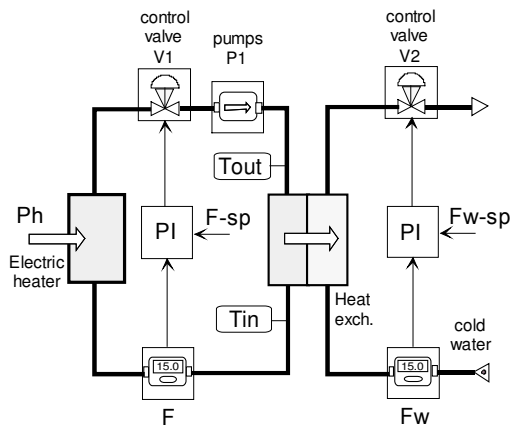 control
valve
V1
pumps
P1
control
valve
V2
Tout
Ph
Electric
heater
PI
F-sp
PI
Fw-sp
Tin
Heat
exch.
cold
water
15.0
F
15.0
Fw